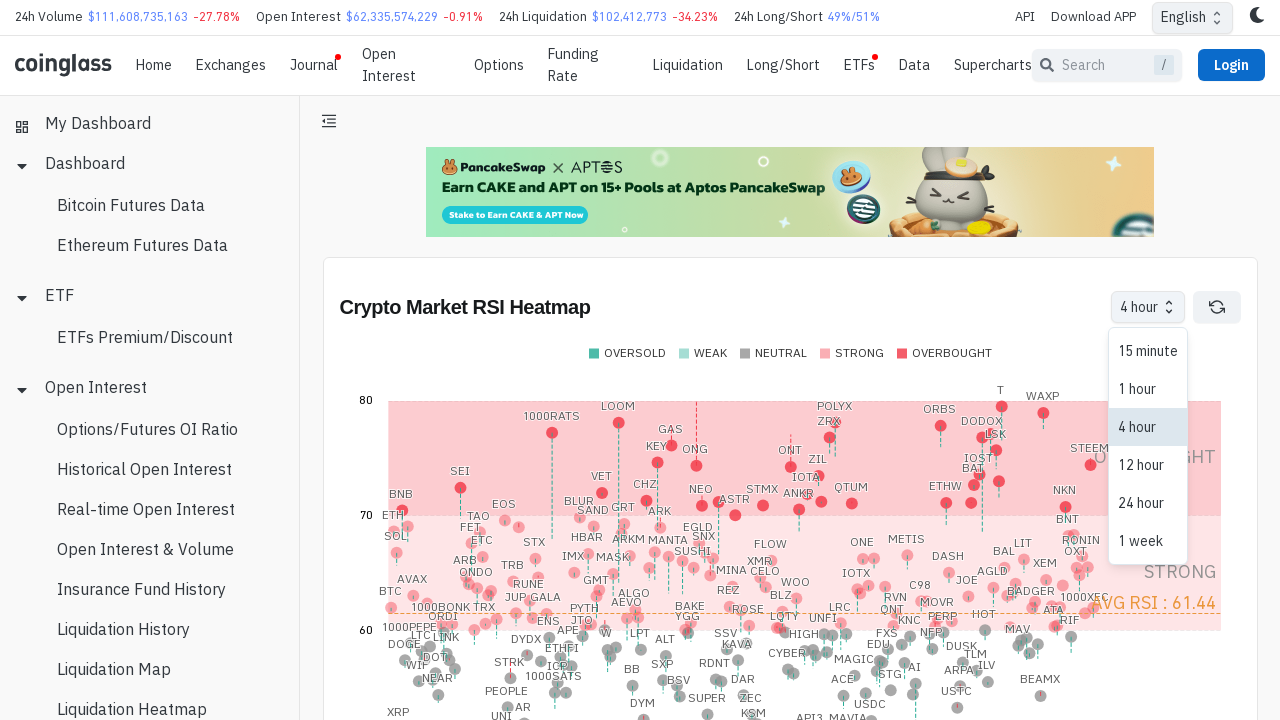 24h Volume $111,608,735,163 -27.78% Open Interest $62,335,574,229 -0.91% 24h Liquidation $102,412,773 -34.23% 24h Long/Short 49%/51% API Download APP English
coinglass Home Exchanges Journal Open Interest Options Funding Rate Liquidation Long/Short ETFs Data Supercharts Search / Login
My Dashboard
Dashboard
Bitcoin Futures Data
Ethereum Futures Data
ETF
ETFs Premium/Discount
Open Interest
Options/Futures OI Ratio
Historical Open Interest
Real-time Open Interest
Open Interest & Volume
Insurance Fund History
Liquidation History
Liquidation Map
Liquidation Heatmap
PancakeSwap X APTOS
Earn CAKE and APT on 15+ Pools at Aptos PancakeSwap
Stake to Earn CAKE & APT Now
Crypto Market RSI Heatmap
4 hour
15 minute
1 hour
4 hour
12 hour
24 hour
1 week
OVERSOLD WEAK NEUTRAL STRONG OVERBOUGHT
80
70
60
T
WAXP
1000RATS LOOM POLYX ORBS
ZRX DODOX
GAS LSK
KEY ONG ONT STEEM
ZIL IOST
SEI VET IOTA BAT
CHZ
BNB NEO STMX ANKR QTUM ETHW NKN
BLUR ASTR
EOS SAND GRT ARK
ETH TAO BNT
FET EGLD
SOL ETC STX HBAR ARKM MANTA SNX FLOW ONE METIS LIT RONIN
IMX MASK SUSHI BAL OXT
ARB TRB XMR DASH XEM
ONDO MINA CELO IOTX AGLD
AVAX RUNE GMT WOO JOE
BTC JUP GALA ALGO REZ BLZ C98 BADGER
1000BONK TRX PYTH AEVO BAKE ROSE LRC RVN MOVR 1000XEC
ORDI ENS JTO YGG LQTY UNFI QNT KNC PERP HOT ATA RIF
1000PEPE APE W LPT SSV HIGH FXS NFP MAV
LTC LINK DYDX ALT KAVA EDU DUSK
DOGE ETHFI CYBER TLM
DOT STRK BB SXP RDNT MAGIC AI ILV
WIF ICP STG ARPA
NEAR 1000SATS BSV DAR ACE BEAMX
PEOPLE SUPER ZEC USTC
XRP AR DYM USDC
UNI KSM API3 MAVIA
STRONG
AVG RSI : 61.44